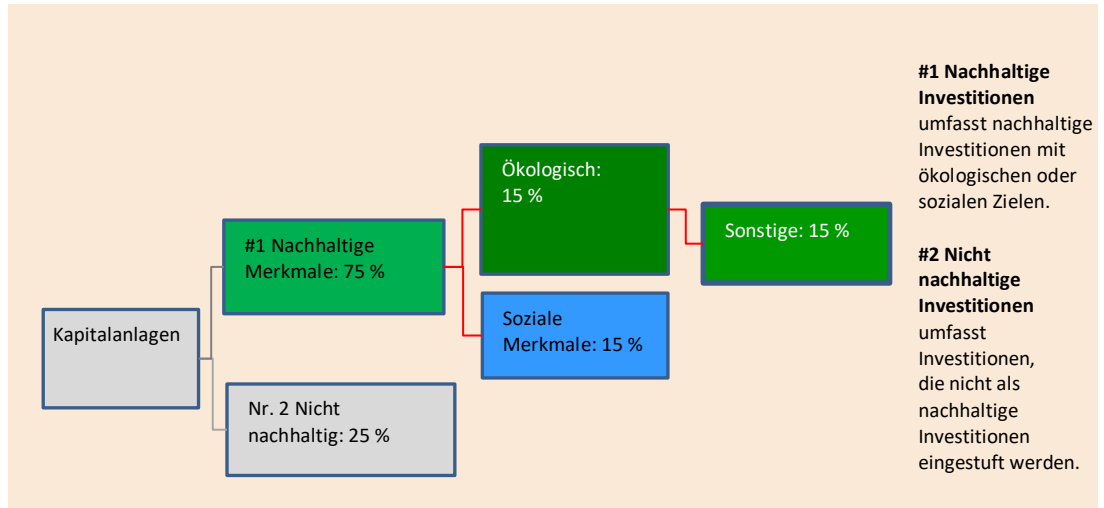 Kapitalanlagen
#1 Nachhaltige
Merkmale: 75 %
Nr. 2 Nicht
nachhaltig: 25 %
Ökologisch:
15 %
Soziale
Merkmale: 15 %
Sonstige: 15 %
#1 Nachhaltige
Investitionen
umfasst nachhaltige
Investitionen mit
ökologischen oder
sozialen Zielen.
#2 Nicht
nachhaltige
Investitionen
umfasst
Investitionen,
die nicht als
nachhaltige
Investitionen
eingestuft werden.